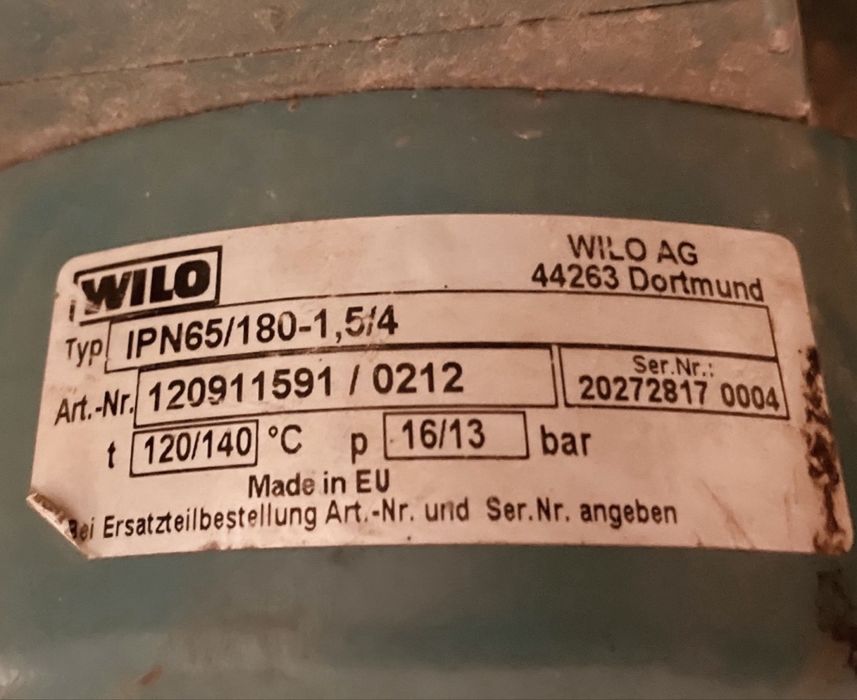 WILO
WILO AG
44263 Dortmund
Typ IPN65/180-1,5/4
Art.-Nr. 120911591 / 0212
Ser.Nr.:
20272817 0004
t 120/140 °C p 16/13 bar
Made in EU
Bei Ersatzteilbestellung Art.-Nr. und Ser.Nr. angeben